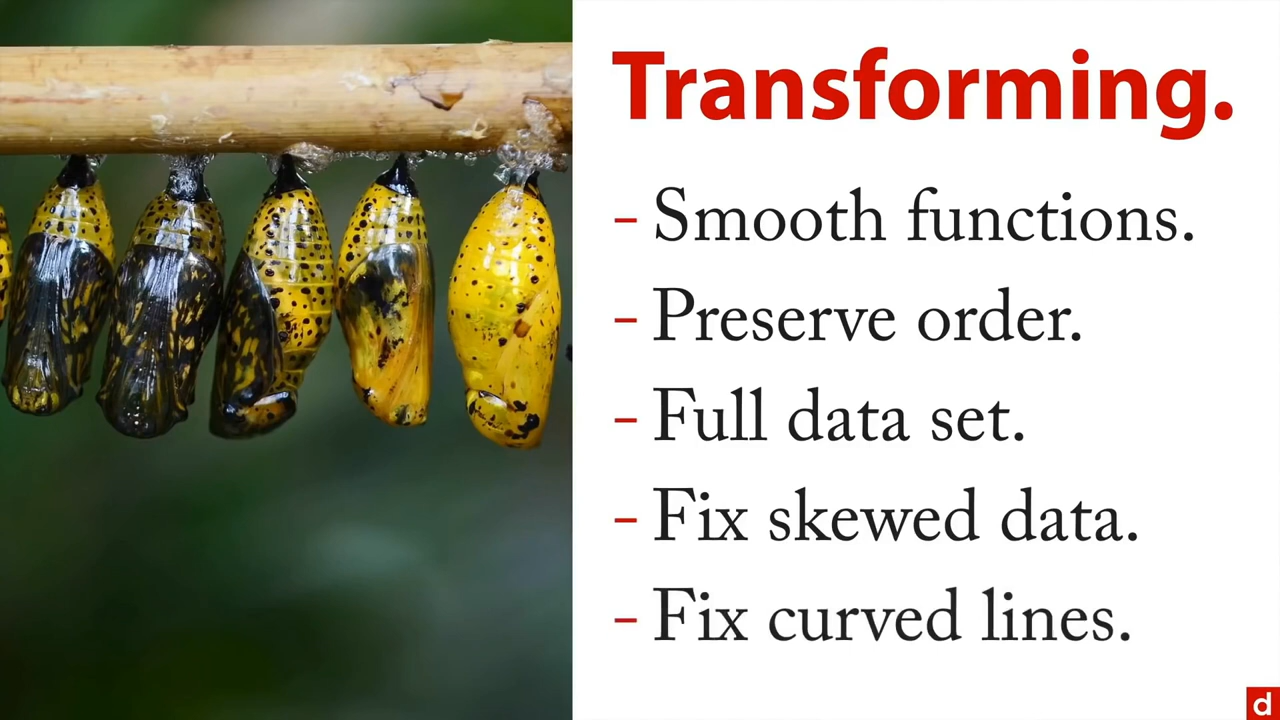 Transforming.
- Smooth functions.
- Preserve order.
- Full data set.
- Fix skewed data.
- Fix curved lines.
d